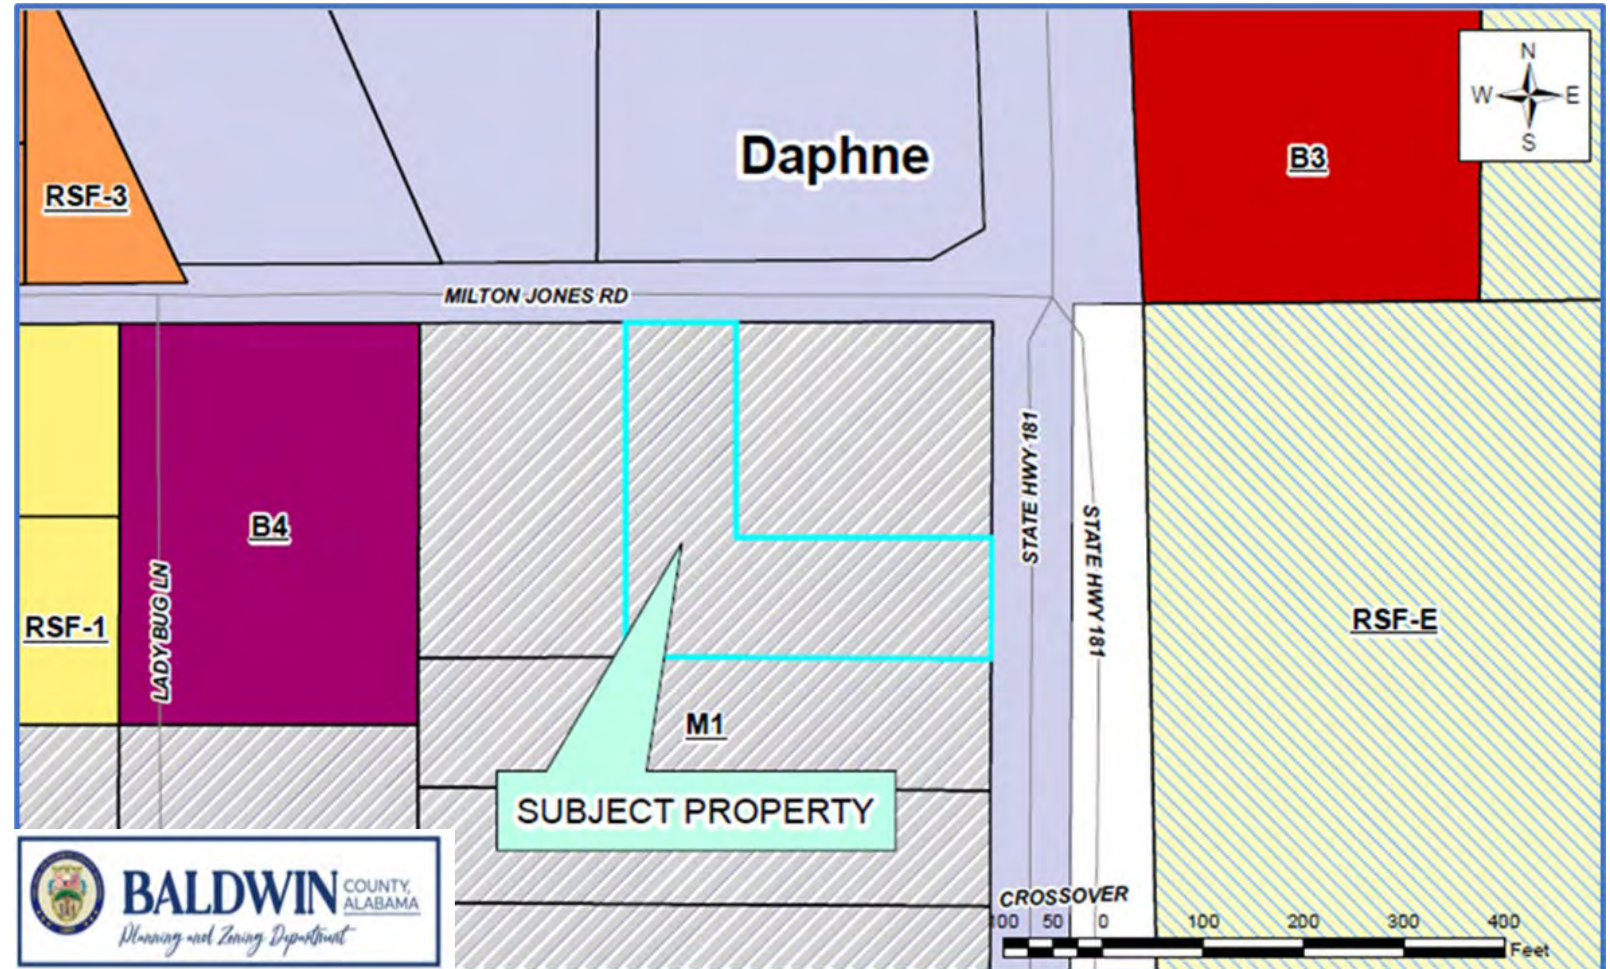 N
W E
S
Daphne
B3
RSF-3
MILTON JONES RD
STATE HWY 181
STATE HWY 181
B4
LADY BUG LN
RSF-1
RSF-E
M1
SUBJECT PROPERTY
CROSSOVER
100 50 0 100 200 300 400
Feet
BALDWIN COUNTY, ALABAMA
Planning and Zoning Department